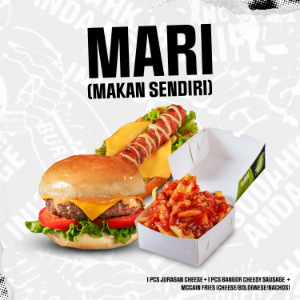 MARI
(MAKAN SENDIRI)
1 PCS JURAGAN CHEESE + 1 PCS BANGOR CHEESY SAUSAGE +
MCCAIN FRIES (CHEESE/BOLOGNESE/NACHOS)